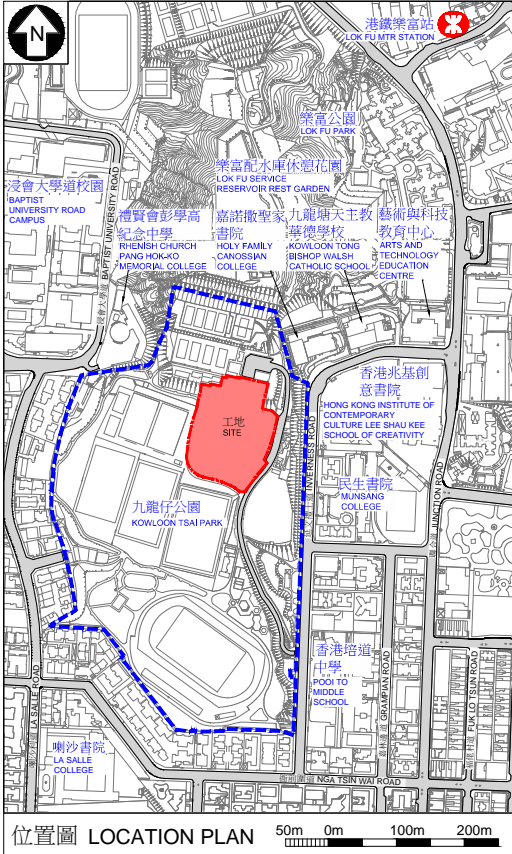 N
港鐵樂富站
LOK FU MTR STATION
樂富公園
LOK FU PARK
樂富配水庫休憩花園
LOK FU SERVICE
RESERVOIR REST GARDEN
浸會大學道校園
BAPTIST
UNIVERSITY ROAD
CAMPUS
BAPTIST UNIVERSITY ROAD
浸會大學道
禮賢會彭學高
紀念中學
RHENISH CHURCH
PANG HOK-KO
MEMORIAL COLLEGE
嘉諾撒聖家
書院
HOLY FAMILY
CANOSSIAN
COLLEGE
九龍塘天主教
華德學校
KOWLOON TONG
BISHOP WALSH
CATHOLIC SCHOOL
藝術與科技
教育中心
ARTS AND
TECHNOLOGY
EDUCATION
CENTRE
工地
SITE
香港兆基創
意書院
HONG KONG INSTITUTE OF
CONTEMPORARY
CULTURE LEE SHAU KEE
SCHOOL OF CREATIVITY
INVERNESS ROAD
民生書院
MUNSANG
COLLEGE
JUNCTION ROAD
九龍仔公園
KOWLOON TSAI PARK
香港培道
中學
POOI TO
MIDDLE
SCHOOL
GRAMPIAN ROAD
FUK LO TSUN ROAD
LA SALLE ROAD
喇沙書院
LA SALLE
COLLEGE
衙前圍道 NGA TSIN WAI ROAD
位置圖 LOCATION PLAN
50m 0m 100m 200m